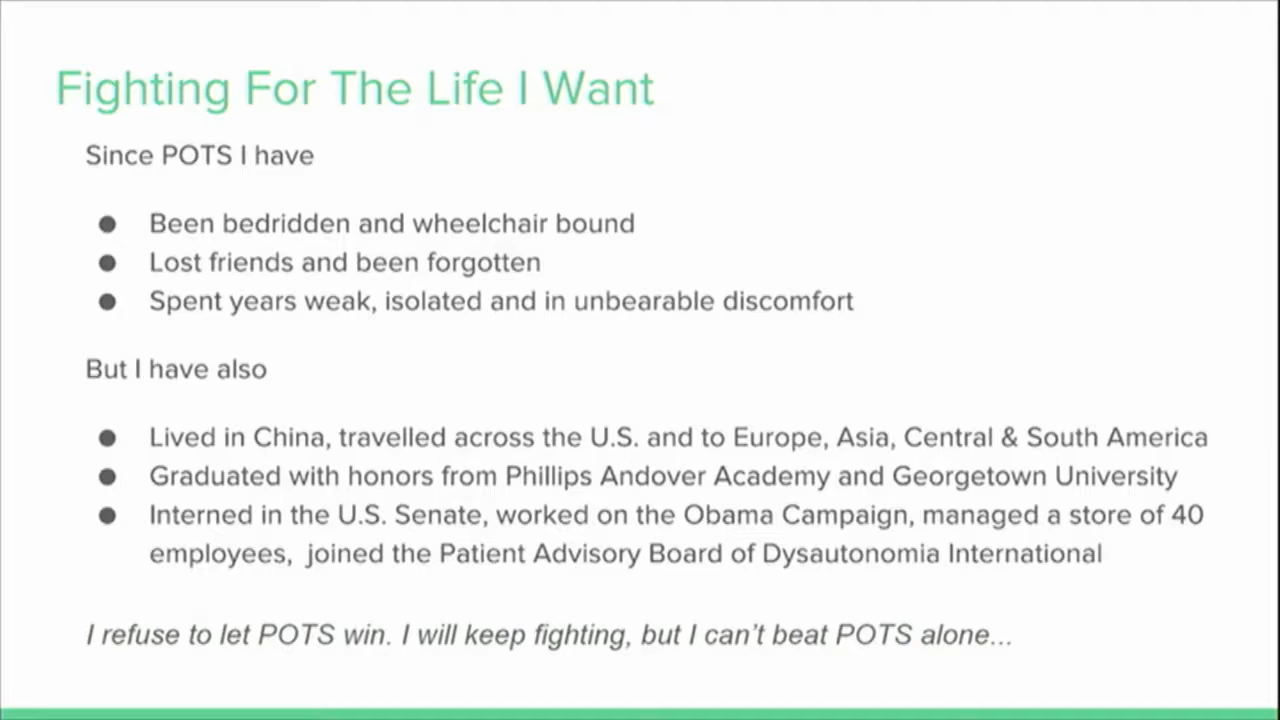 Fighting For The Life I Want
Since POTS I have
● Been bedridden and wheelchair bound
● Lost friends and been forgotten
● Spent years weak, isolated and in unbearable discomfort
But I have also
● Lived in China, travelled across the U.S. and to Europe, Asia, Central & South America
● Graduated with honors from Phillips Andover Academy and Georgetown University
● Interned in the U.S. Senate, worked on the Obama Campaign, managed a store of 40
employees, joined the Patient Advisory Board of Dysautonomia International
I refuse to let POTS win. I will keep fighting, but I can't beat POTS alone...